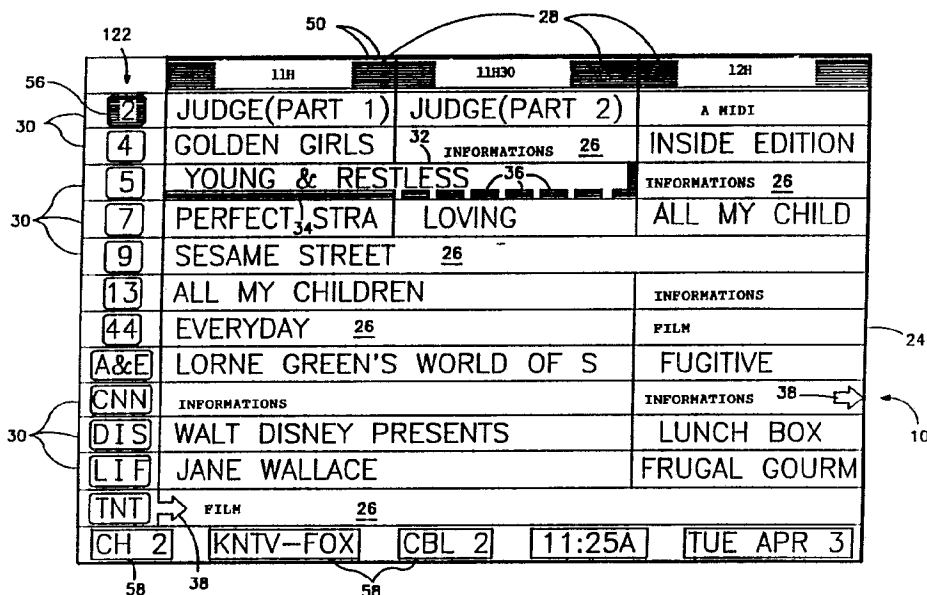 50 28
122
11H 11H30 12H
56 2 JUDGE(PART 1) JUDGE(PART 2) A MIDI
30 4 GOLDEN GIRLS 32 INFORMATIONS 26 INSIDE EDITION
5 YOUNG & RESTLESS 36 INFORMATIONS 26
30 7 PERFECT STRA 34 LOVING ALL MY CHILD
9 SESAME STREET 26
13 ALL MY CHILDREN INFORMATIONS
44 EVERYDAY 26 FILM 24
A&E LORNE GREEN'S WORLD OF S FUGITIVE
CNN INFORMATIONS INFORMATIONS 38
30 DIS WALT DISNEY PRESENTS LUNCH BOX 10
LIF JANE WALLACE FRUGAL GOURM
TNT FILM 26
CH 2 KNTV-FOX CBL 2 11:25A TUE APR 3
58 38 58